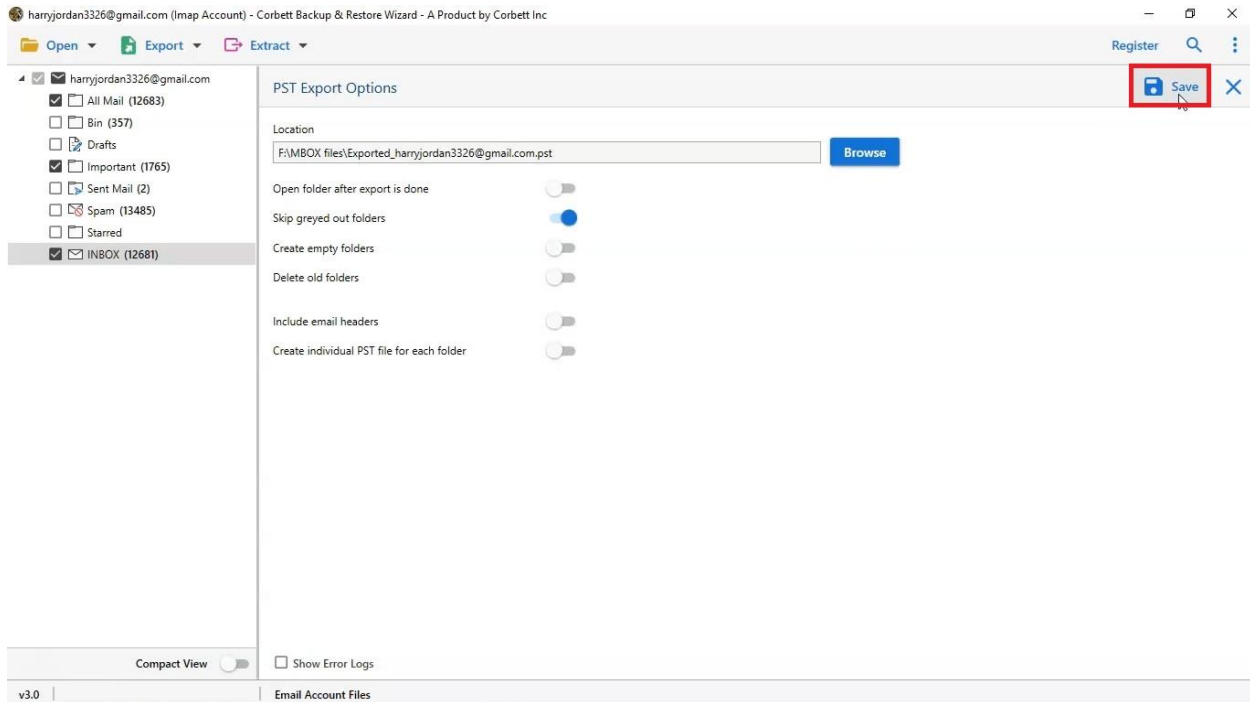 harryjordan3326@gmail.com (Imap Account) - Corbett Backup & Restore Wizard - A Product by Corbett Inc
Open Export Extract Register
harryjordan3326@gmail.com
All Mail (12683)
Bin (357)
Drafts
Important (1765)
Sent Mail (2)
Spam (13485)
Starred
INBOX (12681)
PST Export Options Save
Location
F:\MBOX files\Exported_harryjordan3326@gmail.com.pst Browse
Open folder after export is done
Skip greyed out folders
Create empty folders
Delete old folders
Include email headers
Create individual PST file for each folder
Compact View Show Error Logs
v3.0 Email Account Files